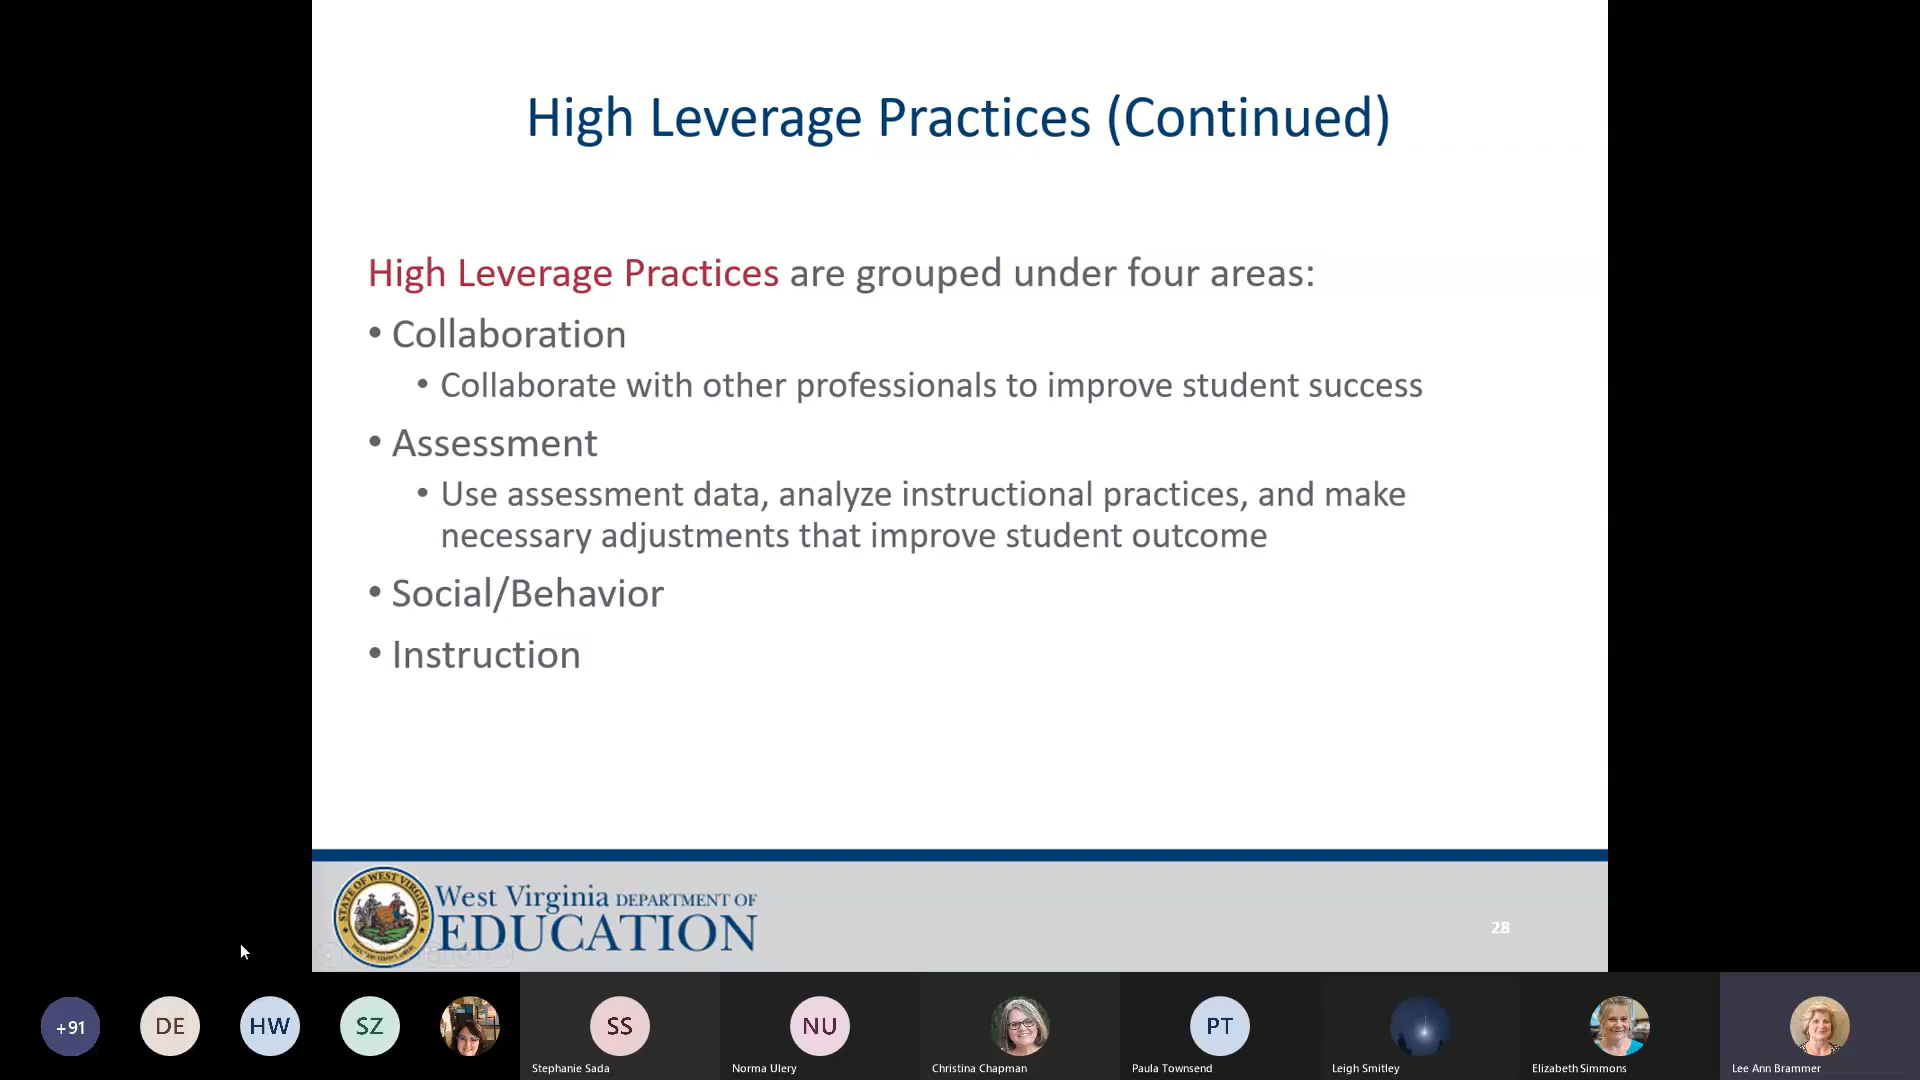 High Leverage Practices (Continued)
High Leverage Practices are grouped under four areas:
• Collaboration
• Collaborate with other professionals to improve student success
• Assessment
• Use assessment data, analyze instructional practices, and make
necessary adjustments that improve student outcome
• Social/Behavior
• Instruction
STATE OF WEST VIRGINIA
West Virginia DEPARTMENT OF
EDUCATION
28
+91
DE
HW
SZ
SS
NU
PT
Stephanie Sada
Norma Ulery
Christina Chapman
Paula Townsend
Leigh Smitley
Elizabeth Simmons
Lee Ann Brammer